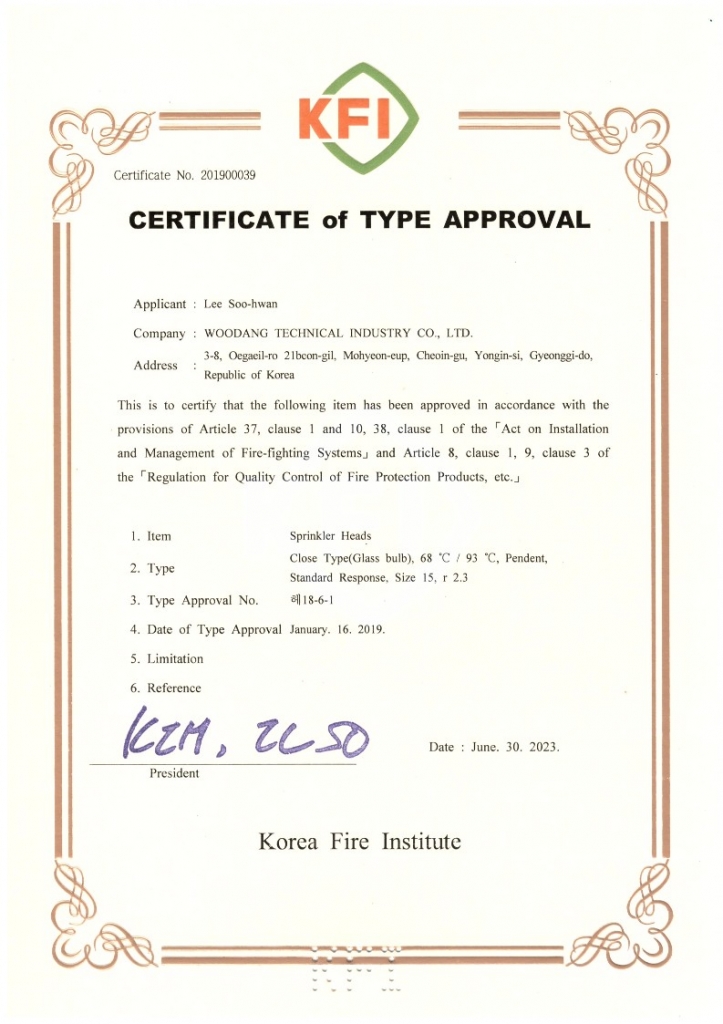 KFI
Certificate No. 201900039
CERTIFICATE of TYPE APPROVAL
Applicant : Lee Soo-hwan
Company : WOODANG TECHNICAL INDUSTRY CO., LTD.
Address : 3-8, Oegaeil-ro 21beon-gil, Mohyeon-eup, Cheoin-gu, Yongin-si, Gyeonggi-do,
Republic of Korea
This is to certify that the following item has been approved in accordance with the
provisions of Article 37, clause 1 and 10, 38, clause 1 of the「Act on Installation
and Management of Fire-fighting Systems」and Article 8, clause 1, 9, clause 3 of
the「Regulation for Quality Control of Fire Protection Products, etc.」
1. Item Sprinkler Heads
2. Type Close Type(Glass bulb), 68 ℃ / 93 ℃, Pendent,
Standard Response, Size 15, r 2.3
3. Type Approval No. 헤18-6-1
4. Date of Type Approval January. 16. 2019.
5. Limitation
6. Reference
Date : June. 30. 2023.
President
Korea Fire Institute
KFI